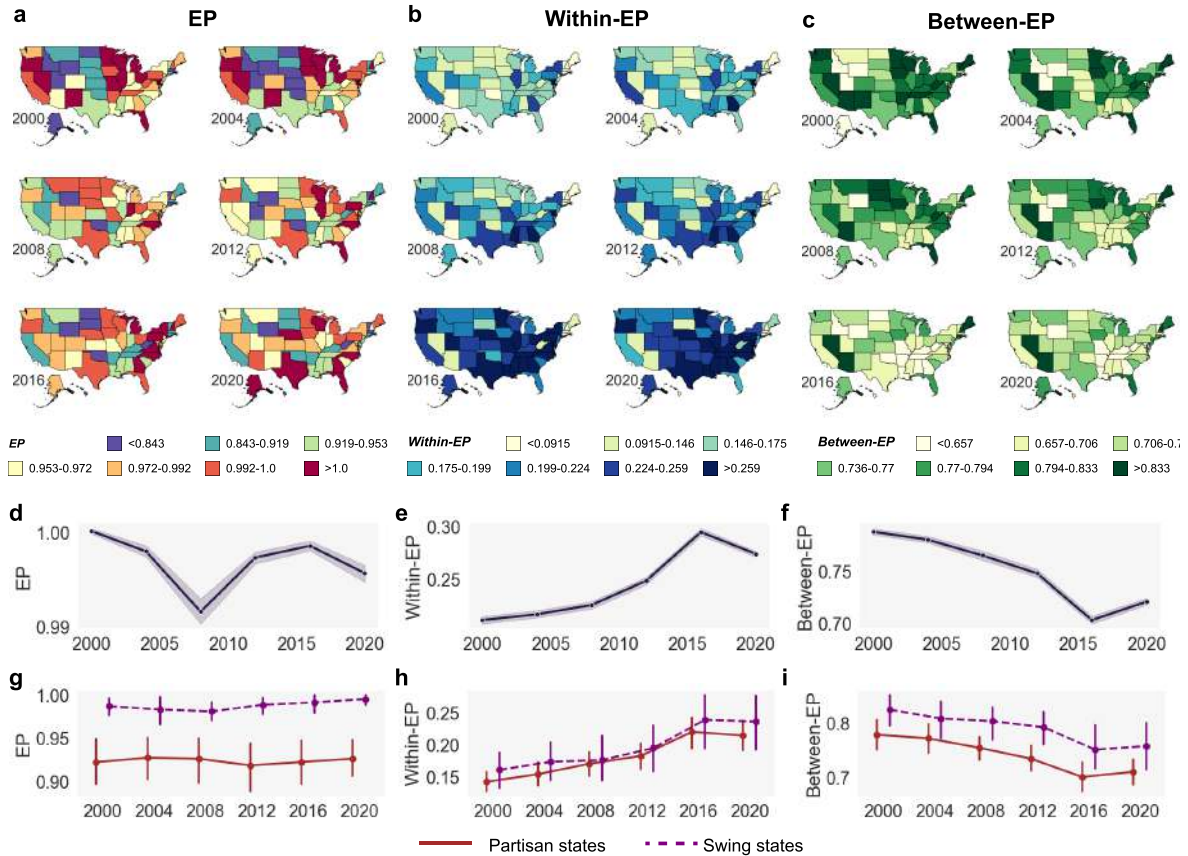 a EP
b Within-EP
c Between-EP
2000 2004 2000 2004 2000 2004
2008 2012 2008 2012 2008 2012
2016 2020 2016 2020 2016 2020
EP <0.843 0.843-0.919 0.919-0.953
0.953-0.972 0.972-0.992 0.992-1.0 >1.0
Within-EP <0.0915 0.0915-0.146 0.146-0.175
0.175-0.199 0.199-0.224 0.224-0.259 >0.259
Between-EP <0.657 0.657-0.706 0.706-0.7
0.736-0.77 0.77-0.794 0.794-0.833 >0.833
d
EP
1.00
0.99
2000 2005 2010 2015 2020
e
Within-EP
0.30
0.25
2000 2005 2010 2015 2020
f
Between-EP
0.75
0.70
2000 2005 2010 2015 2020
g
EP
1.00
0.95
0.90
2000 2004 2008 2012 2016 2020
h
Within-EP
0.25
0.20
0.15
2000 2004 2008 2012 2016 2020
i
Between-EP
0.8
0.7
2000 2004 2008 2012 2016 2020
Partisan states Swing states